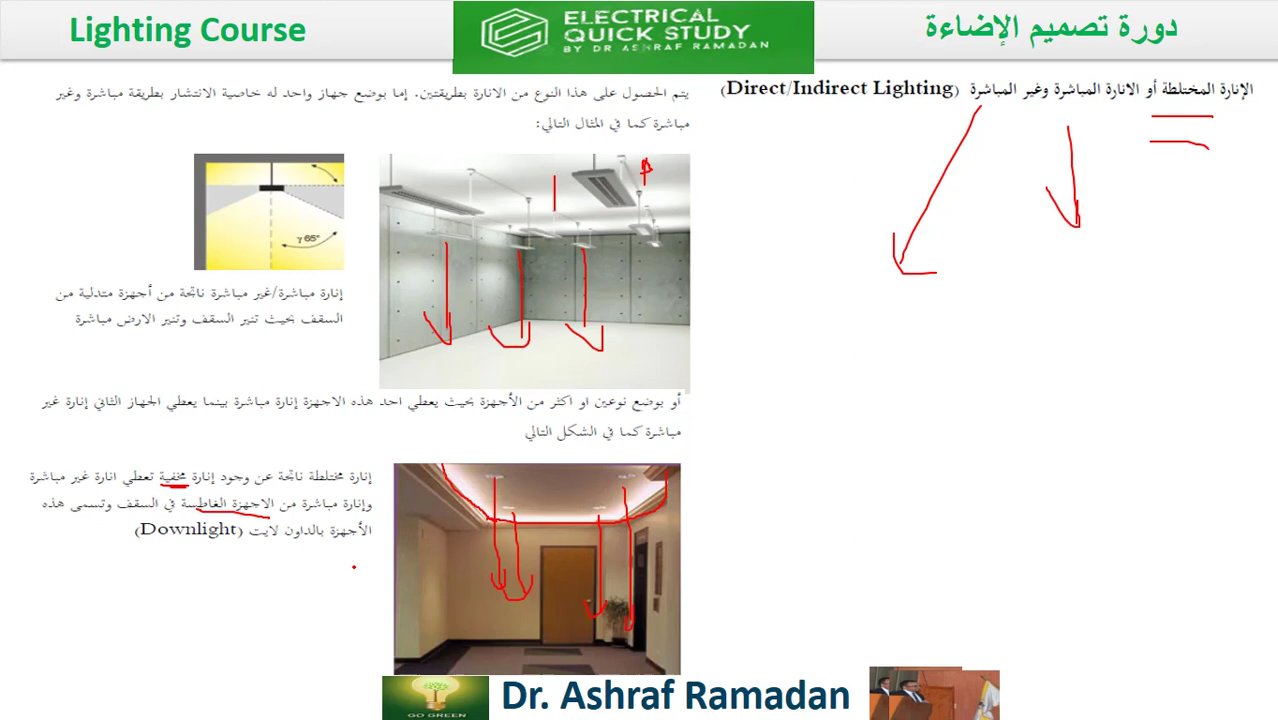 Lighting Course
ELECTRICAL
QUICK STUDY
BY DR ASHRAF RAMADAN
دورة تصميم الإضاءة
الإنارة المختلطة أو الانارة المباشرة وغير المباشرة (Direct/Indirect Lighting)
يتم الحصول على هذا النوع من الانارة بطريقتين. إما بوضع جهاز واحد له خاصية الانتشار بطريقة مباشرة وغير
مباشرة كما في المثال التالي:
γ65°
إنارة مباشرة/غير مباشرة ناتجة من أجهزة متدلية من
السقف بحيث تنير السقف وتنير الارض مباشرة
أو بوضع نوعين او اكثر من الأجهزة بحيث يعطي احد هذه الاجهزة إنارة مباشرة بينما يعطي الجهاز الثاني إنارة غير
مباشرة كما في الشكل التالي
إنارة مختلطة ناتجة عن وجود إنارة مخفية تعطي انارة غير مباشرة
وإنارة مباشرة من الاجهزة الغاطسة في السقف وتسمى هذه
الأجهزة بالداون لايت (Downlight)
GO GREEN
Dr. Ashraf Ramadan